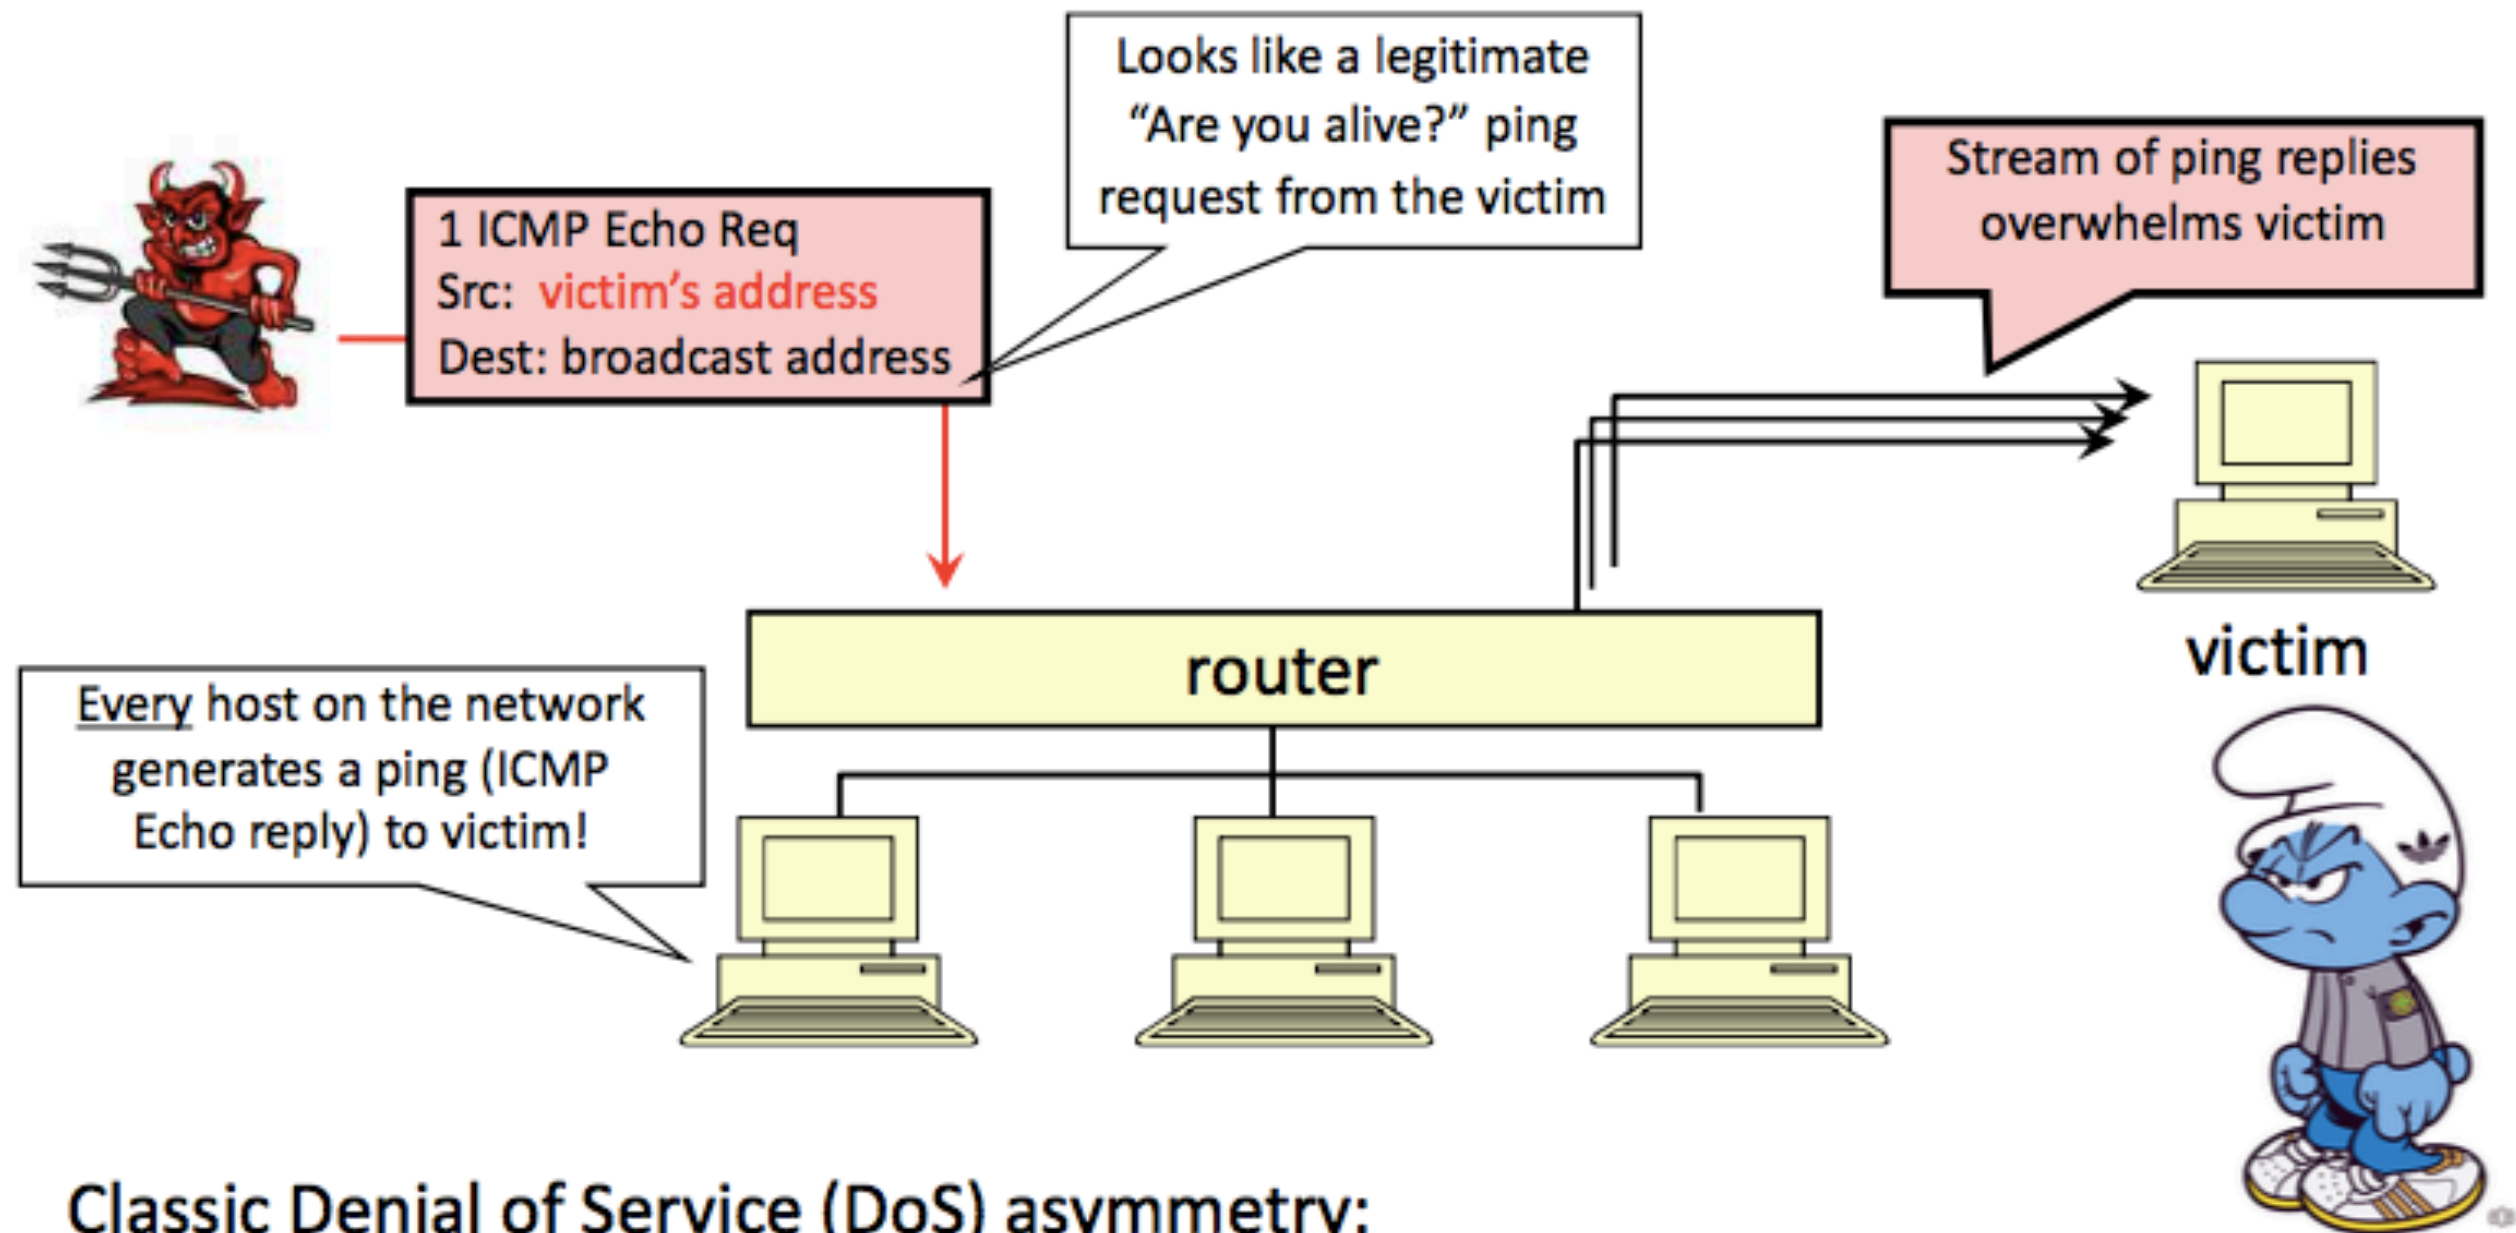 Looks like a legitimate
“Are you alive?” ping
request from the victim
Stream of ping replies
overwhelms victim
1 ICMP Echo Req
Src: victim’s address
Dest: broadcast address
router
victim
Every host on the network
generates a ping (ICMP
Echo reply) to victim!
Classic Denial of Service (DoS) asymmetry: